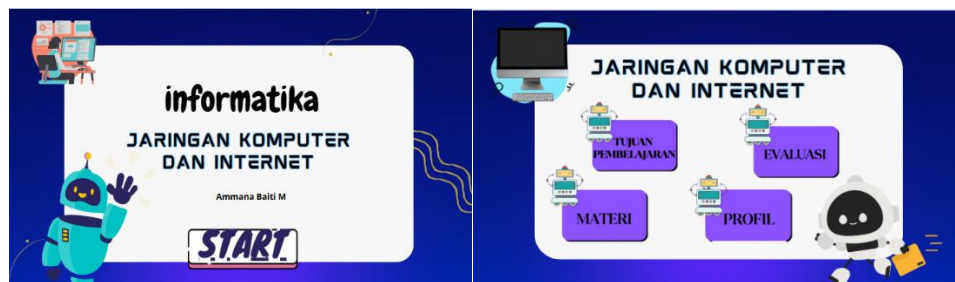 informatika
JARINGAN KOMPUTER
DAN INTERNET
Ammana Baiti M
START
JARINGAN KOMPUTER
DAN INTERNET
TUJUAN
PEMBELAJARAN
EVALUASI
MATERI
PROFIL